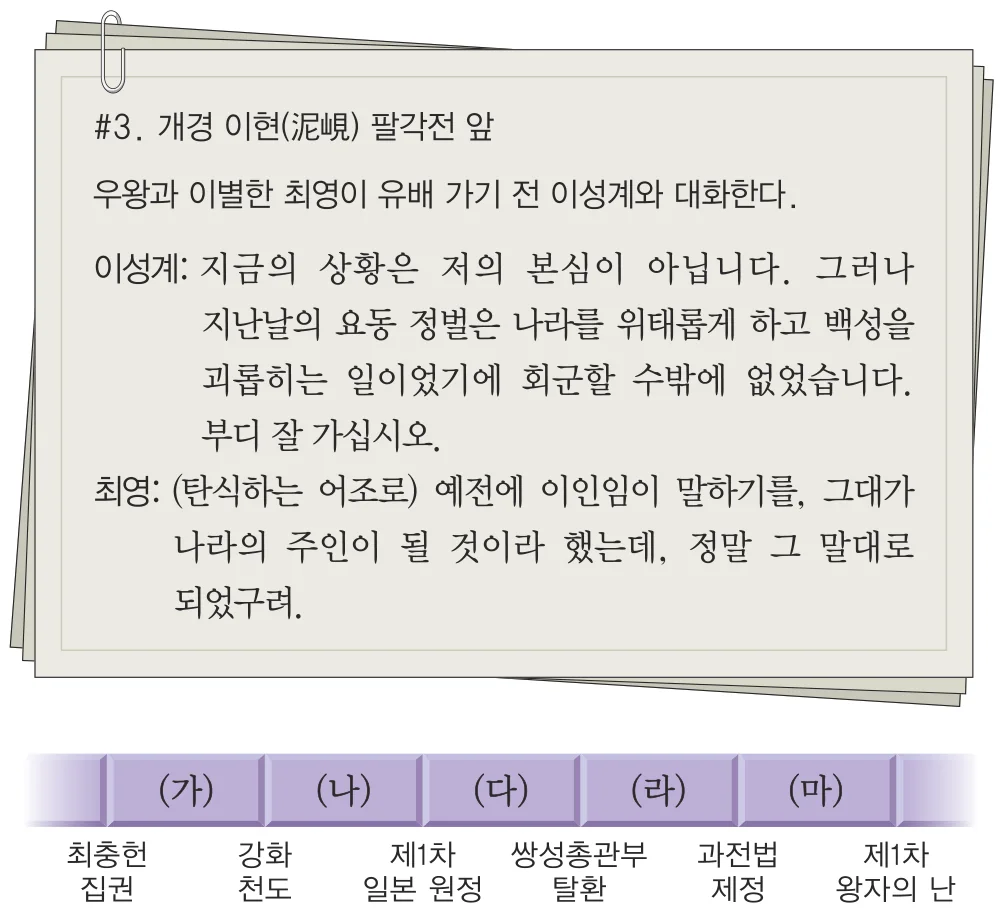 #3. 개경 이현(泥峴) 팔각전 앞
우왕과 이별한 최영이 유배 가기 전 이성계와 대화한다.
이성계: 지금의 상황은 저의 본심이 아닙니다. 그러나
지난날의 요동 정벌은 나라를 위태롭게 하고 백성을
괴롭히는 일이었기에 회군할 수밖에 없었습니다.
부디 잘 가십시오.
최영: (탄식하는 어조로) 예전에 이인임이 말하기를, 그대가
나라의 주인이 될 것이라 했는데, 정말 그 말대로
되었구려.
(가) (나) (다) (라) (마)
최충헌 강화 제1차 쌍성총관부 과전법 제1차
집권 천도 일본 원정 탈환 제정 왕자의 난